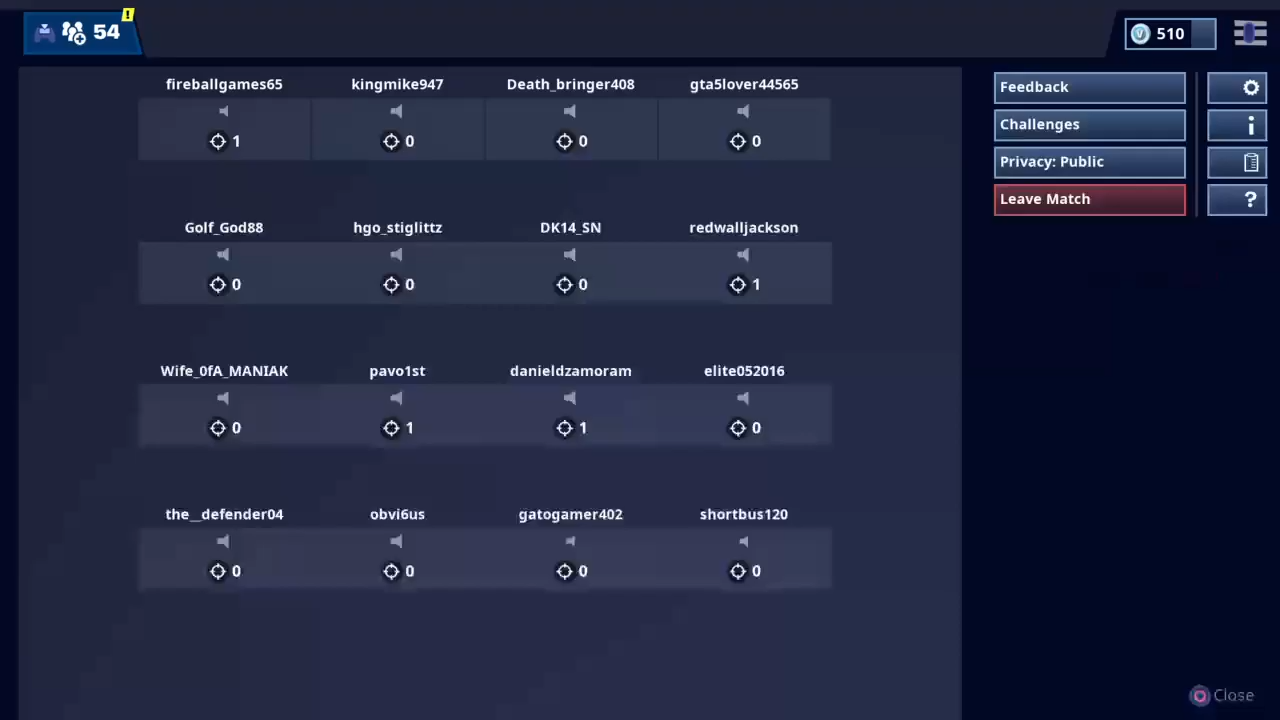 54
!
510
fireballgames65 kingmike947 Death_bringer408 gta5lover44565
1 0 0 0
Golf_God88 hgo_stiglittz DK14_SN redwalljackson
0 0 0 1
Wife_0fA_MANIAK pavo1st danieldzamoram elite052016
0 1 1 0
the__defender04 obvi6us gatogamer402 shortbus120
0 0 0 0
Feedback
Challenges i
Privacy: Public
Leave Match ?
Close